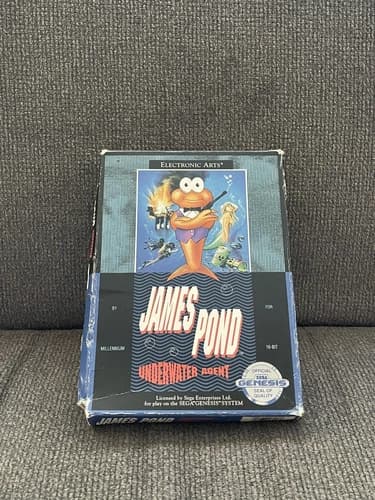 ELECTRONIC ARTS®
JAMES
POND
UNDERWATER AGENT
BY
MILLENNIUM
FOR
16-BIT
OFFICIAL
SEGA
GENESIS
SEAL OF
QUALITY
Licensed by Sega Enterprises Ltd.
for play on the SEGA® GENESIS™ SYSTEM
JAMES POND